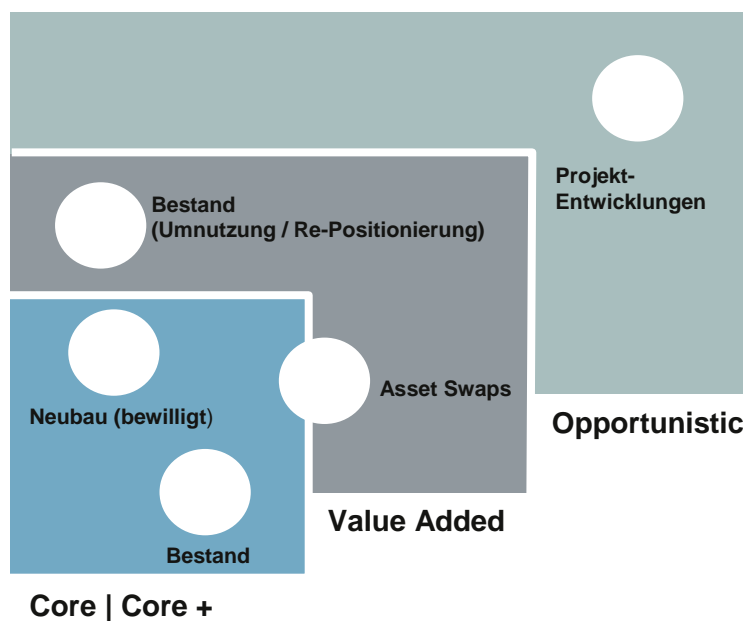 Projekt-
Entwicklungen
Bestand
(Umnutzung / Re-Positionierung)
Asset Swaps
Neubau (bewilligt)
Opportunistic
Value Added
Bestand
Core | Core +